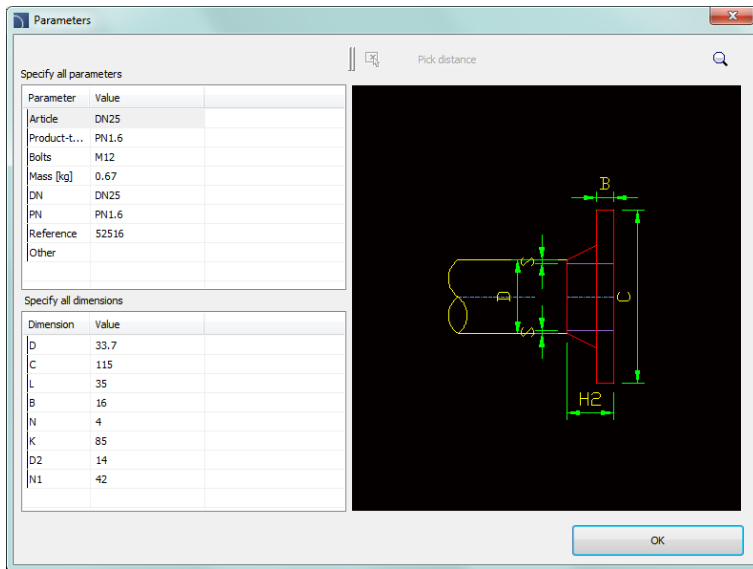 Parameters
Pick distance
Specify all parameters
Parameter Value
Article DN25
Product-t... PN1.6
Bolts M12
Mass [kg] 0.67
DN DN25
PN PN1.6
Reference 52516
Other
Specify all dimensions
Dimension Value
D 33.7
C 115
L 35
B 16
N 4
K 85
D2 14
N1 42
B
S
D
C
S
H2
OK